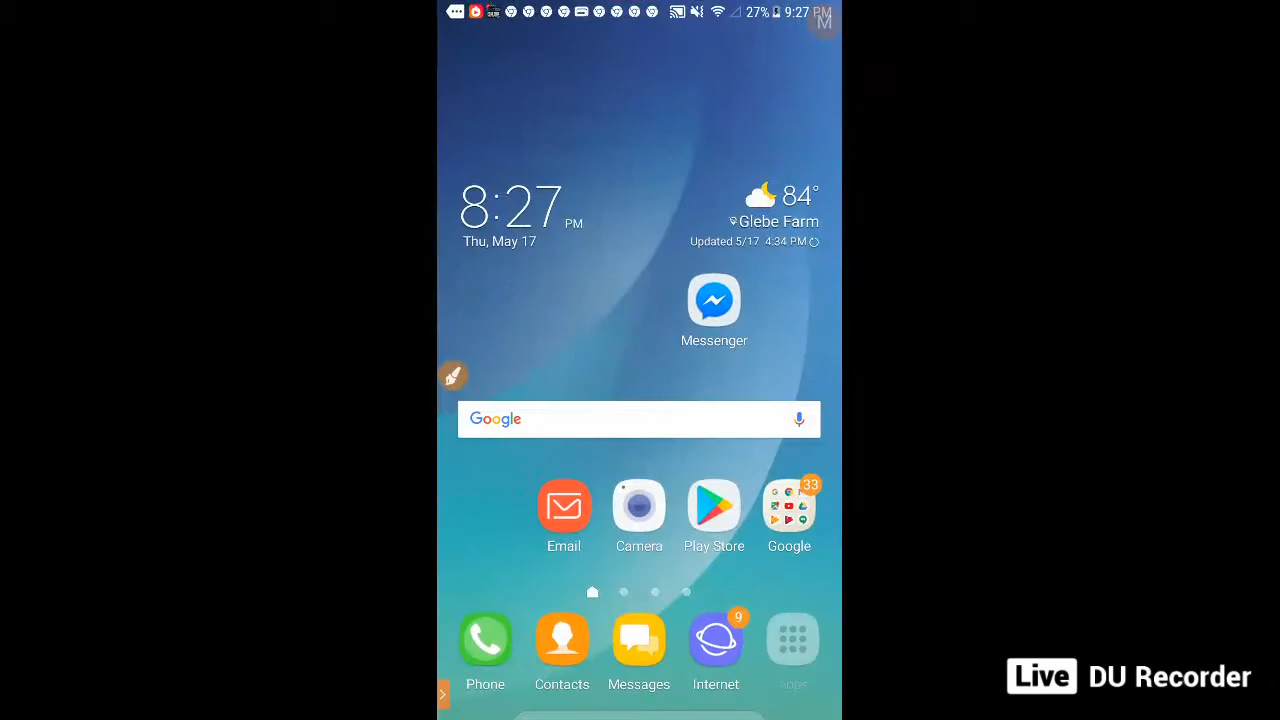 27% 9:27 PM
M
8:27 PM
Thu, May 17
84°
Glebe Farm
Updated 5/17 4:34 PM
Messenger
Google
33
Email Camera Play Store Google
9
Phone Contacts Messages Internet Apps
Live DU Recorder